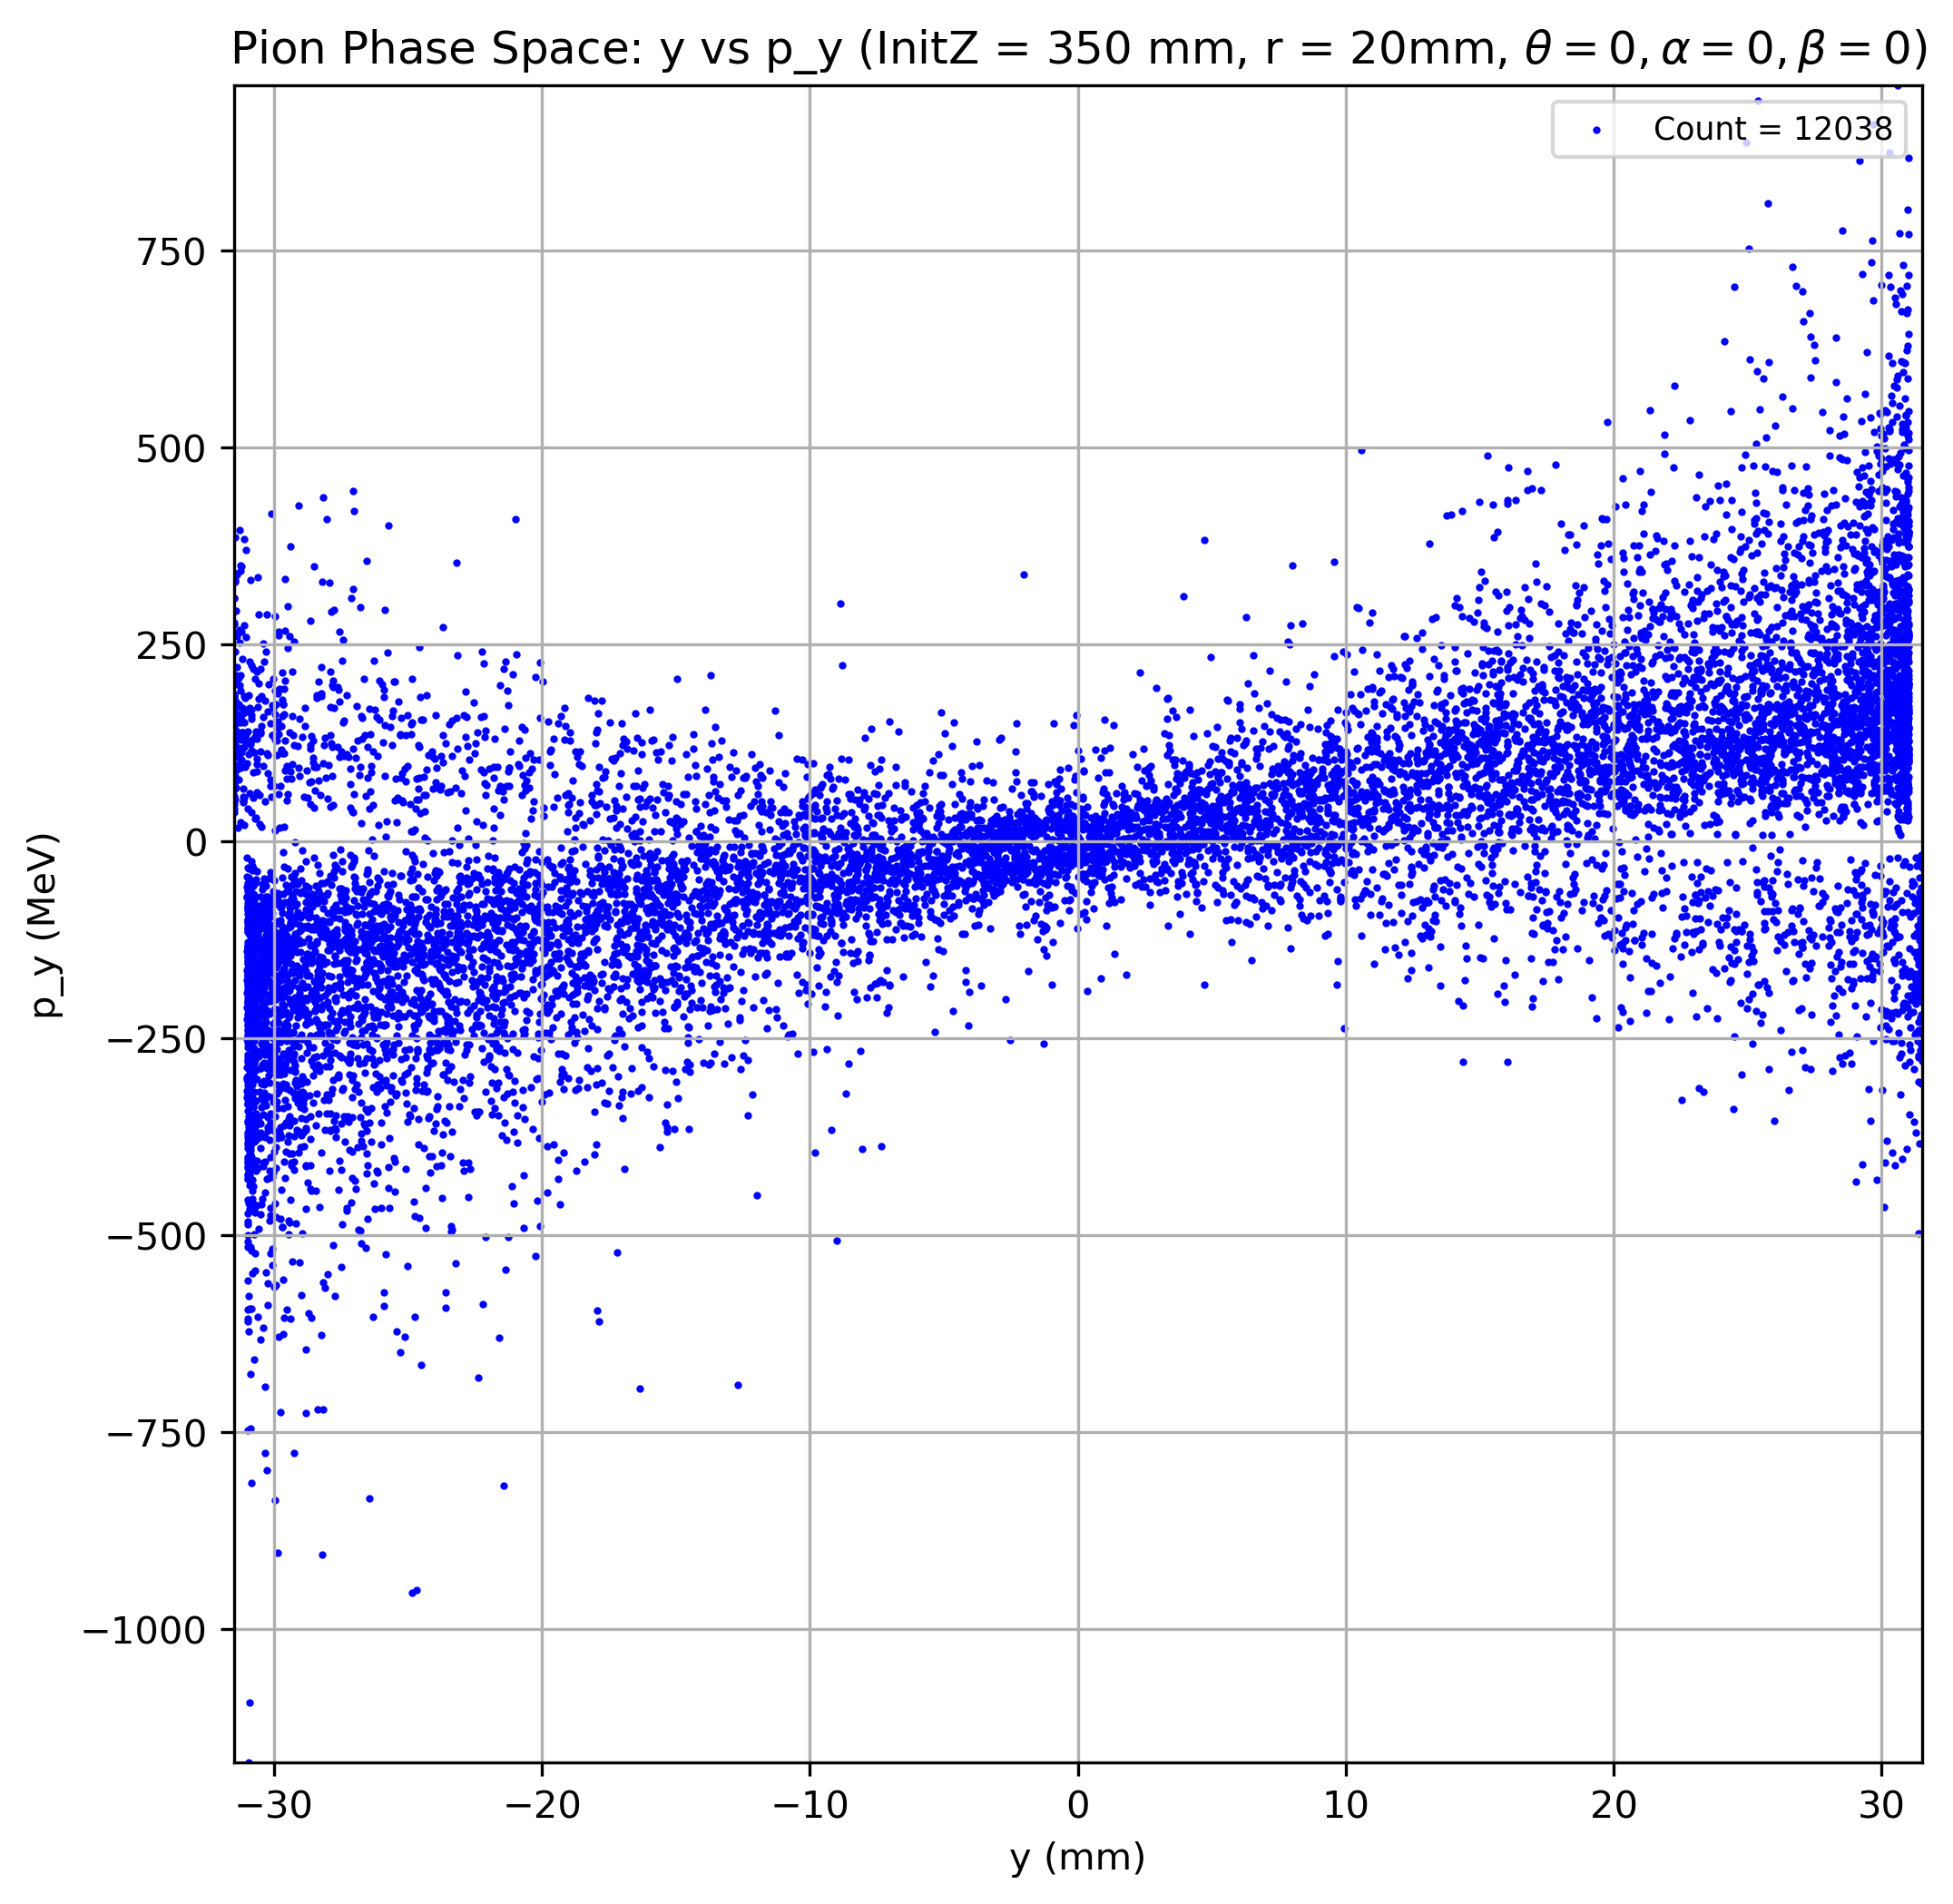 Pion Phase Space: y vs p_y (InitZ = 350 mm, r = 20mm, θ = 0, α = 0, β = 0)
Count = 12038
750
500
250
0
−250
−500
−750
−1000
p_y (MeV)
−30 −20 −10 0 10 20 30
y (mm)